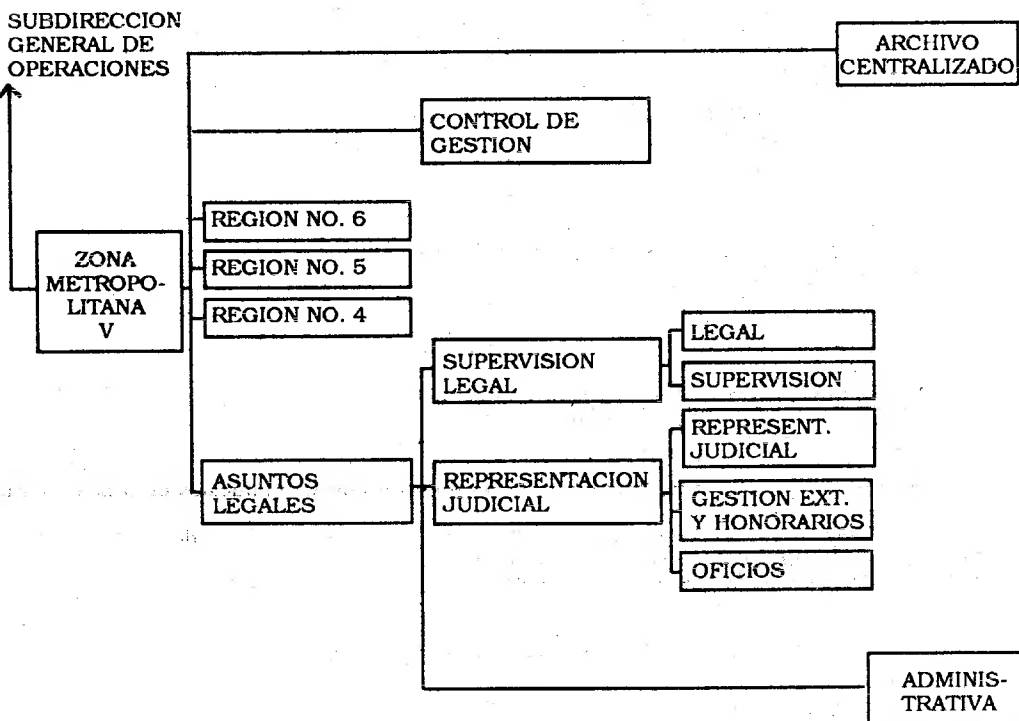 SUBDIRECCION
GENERAL DE
OPERACIONES
ARCHIVO
CENTRALIZADO
CONTROL DE
GESTION
REGION NO. 6
ZONA
METROPO-
LITANA
V
REGION NO. 5
REGION NO. 4
SUPERVISION
LEGAL
LEGAL
SUPERVISION
ASUNTOS
LEGALES
REPRESENTACION
JUDICIAL
REPRESENT.
JUDICIAL
GESTION EXT.
Y HONORARIOS
OFICIOS
ADMINIS-
TRATIVA